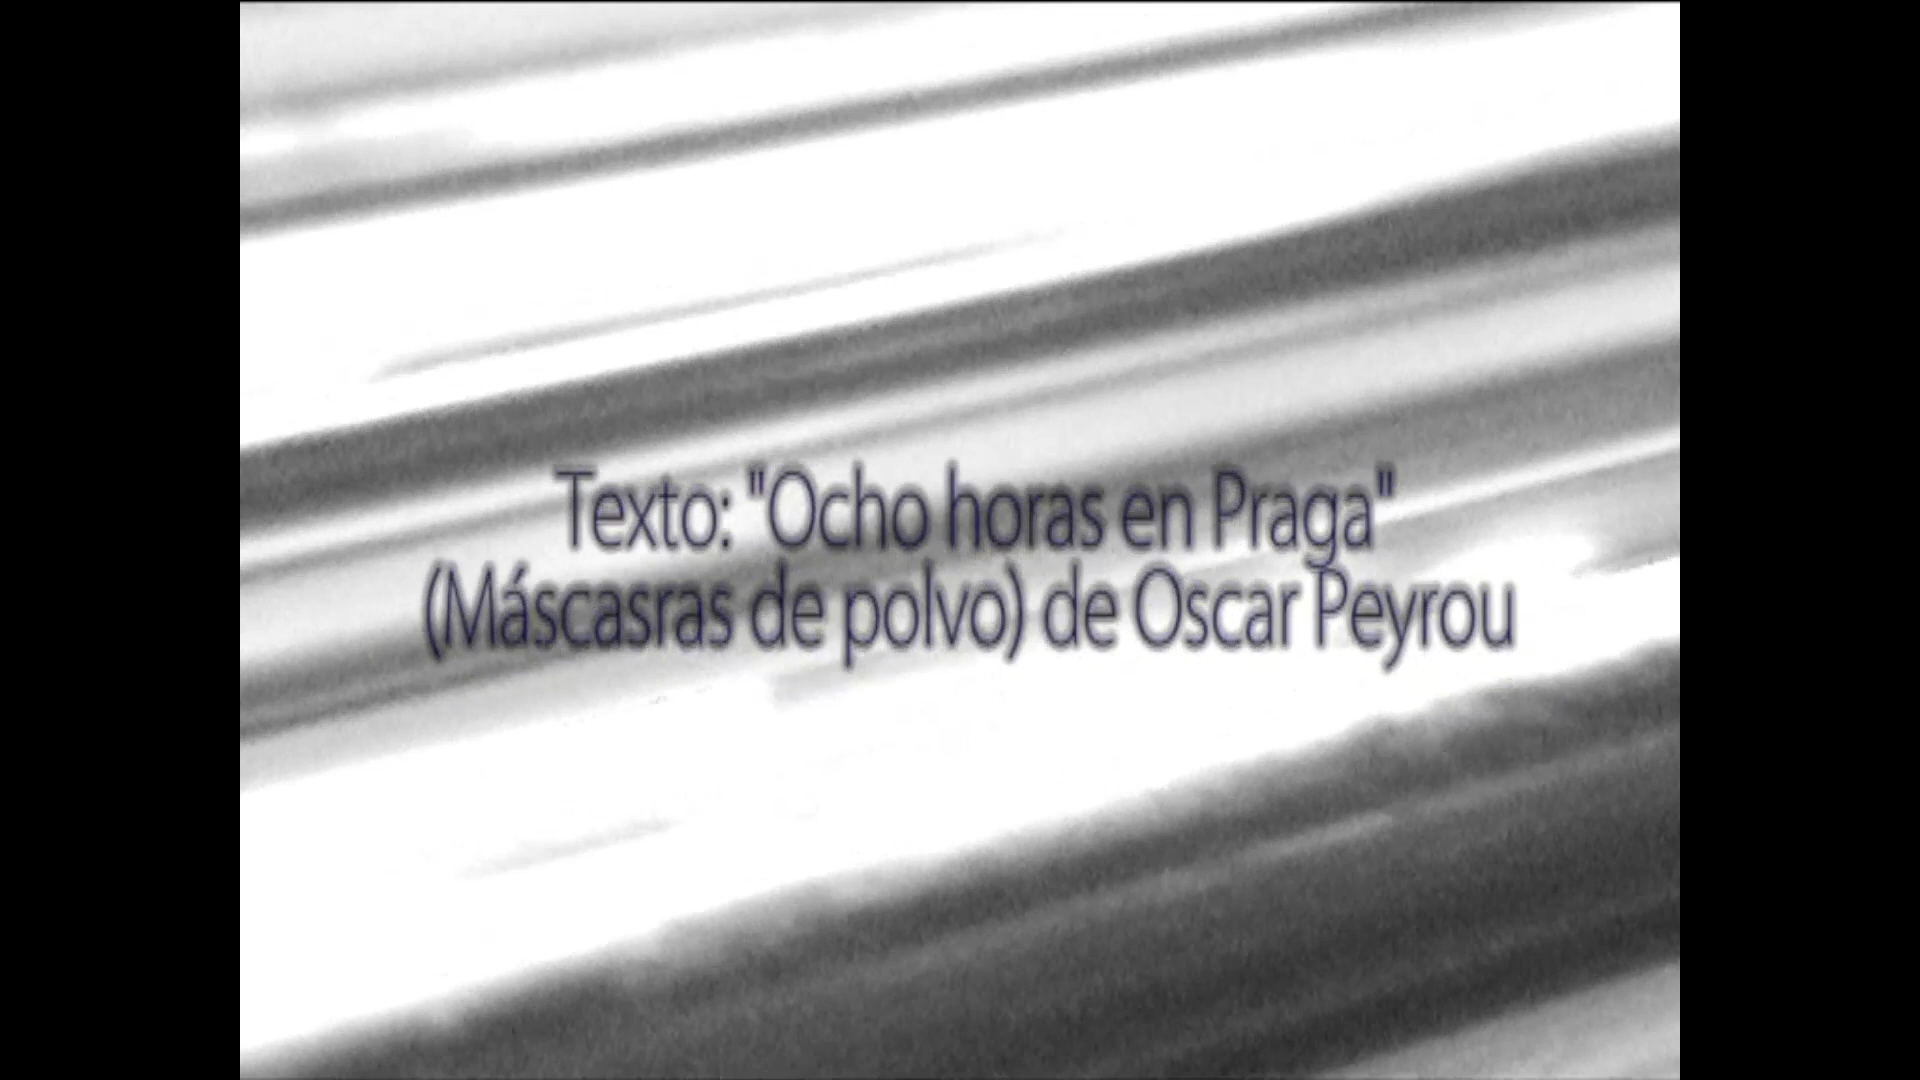 Texto: "Ocho horas en Praga"
(Máscasras de polvo) de Oscar Peyrou